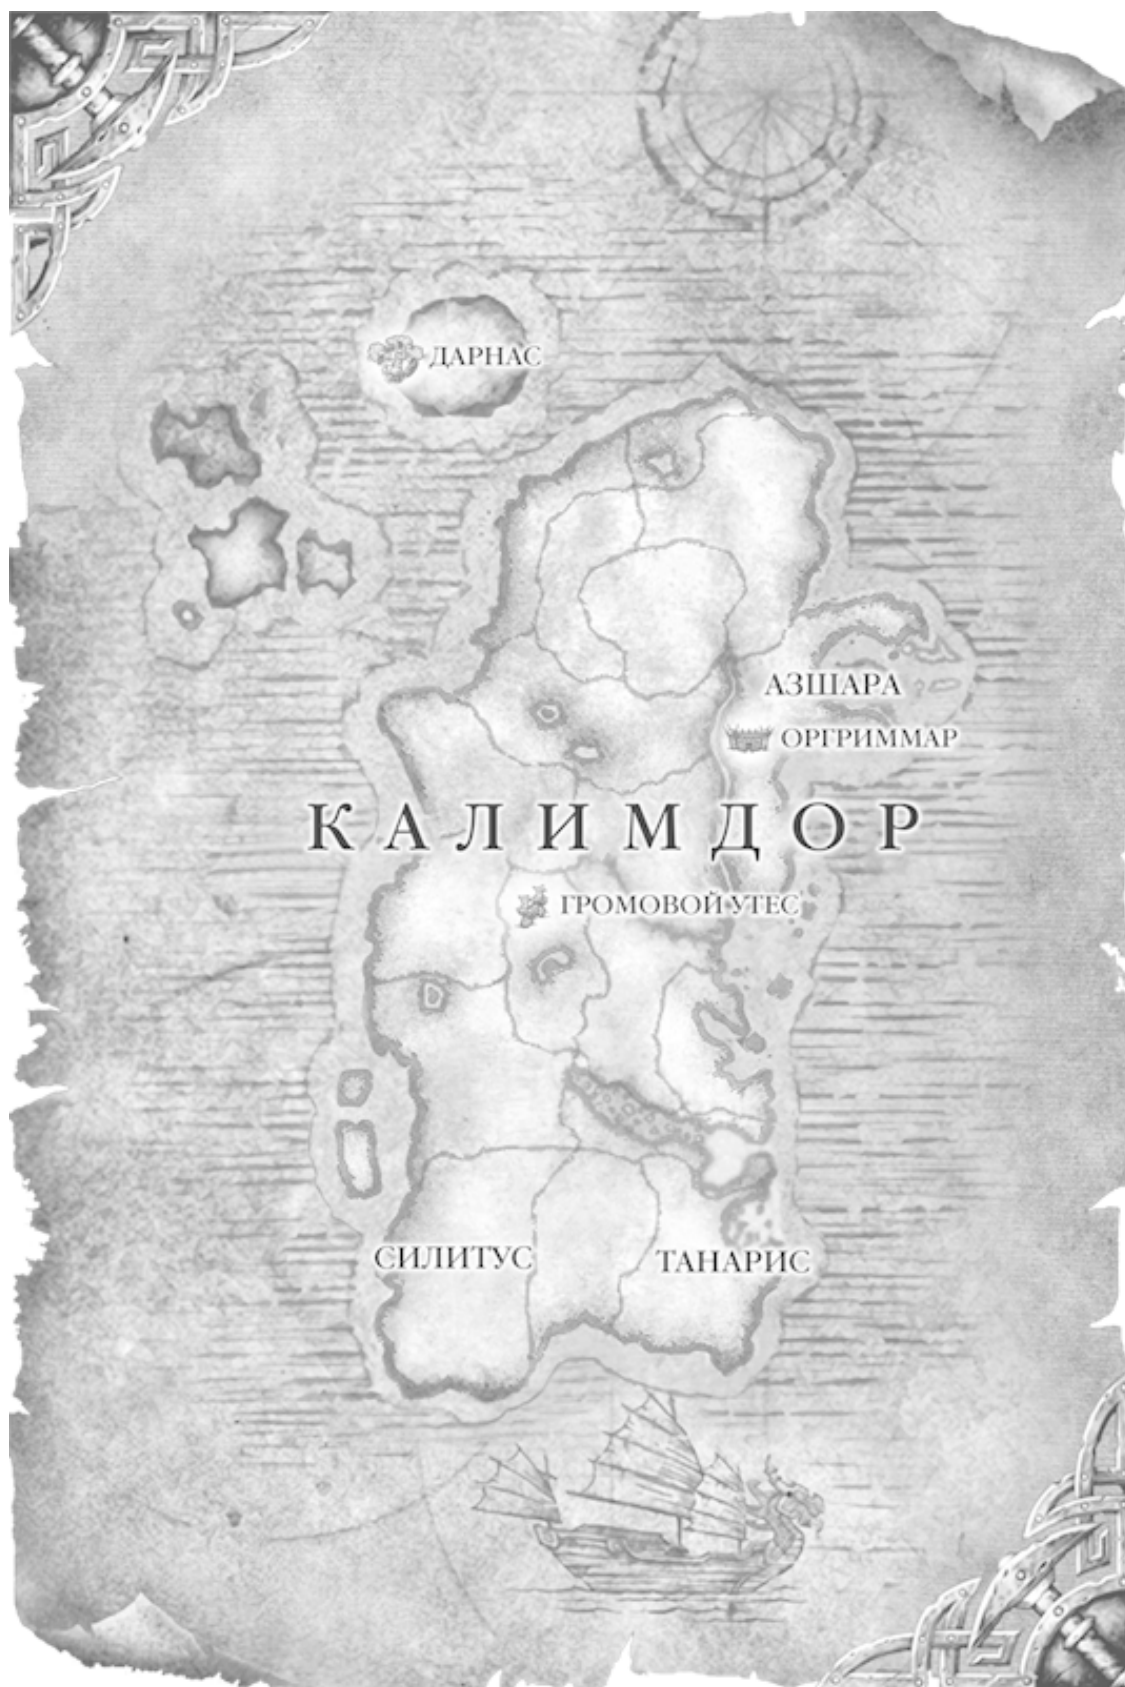 ДАРНАС
АЗШАРА
ОРГРИММАР
КАЛИМДОР
ГРОМОВОЙ УТЕС
СИЛИТУС
ТАНАРИС